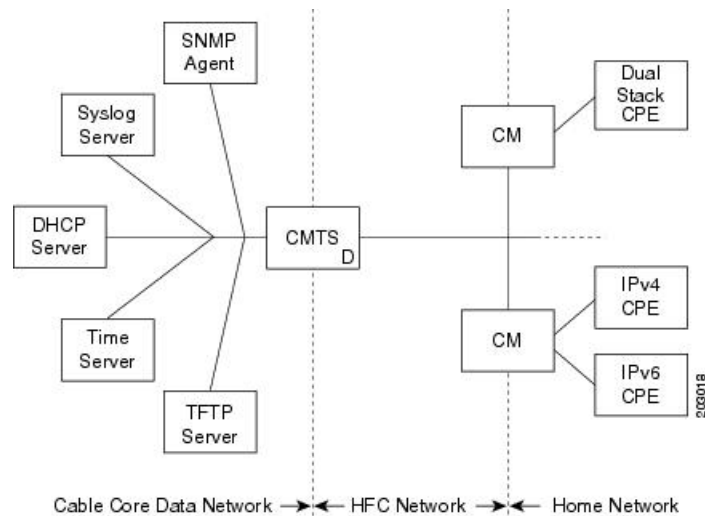 SNMP
Agent
Syslog
Server
DHCP
Server
Time
Server
TFTP
Server
CMTS
D
CM
Dual
Stack
CPE
CM
IPv4
CPE
IPv6
CPE
203018
Cable Core Data Network
HFC Network
Home Network